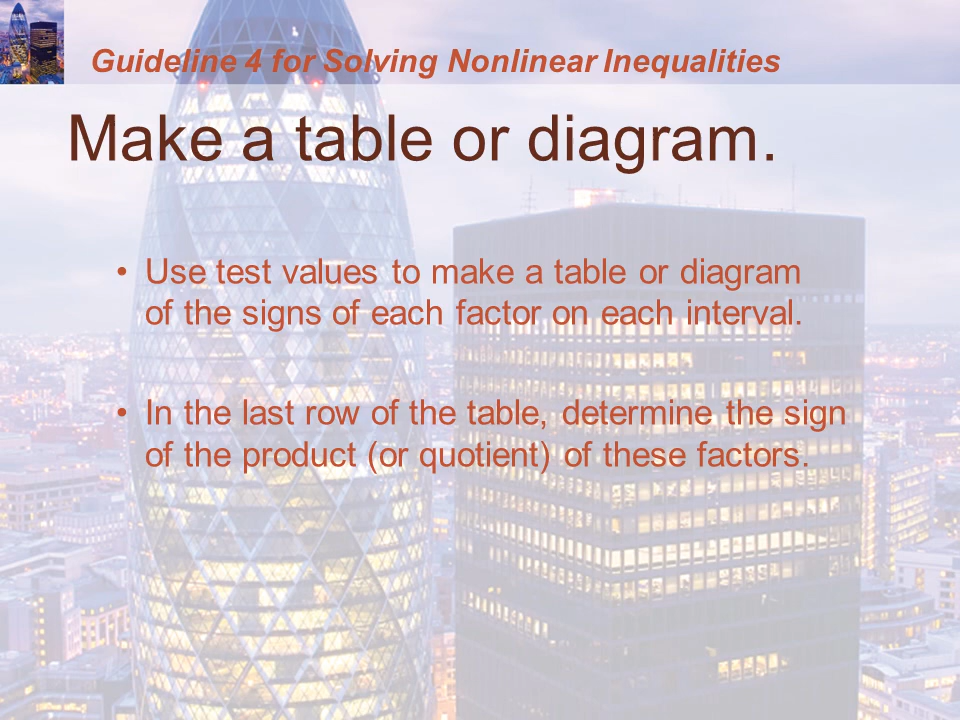 Guideline 4 for Solving Nonlinear Inequalities
Make a table or diagram.
• Use test values to make a table or diagram
of the signs of each factor on each interval.
• In the last row of the table, determine the sign
of the product (or quotient) of these factors.